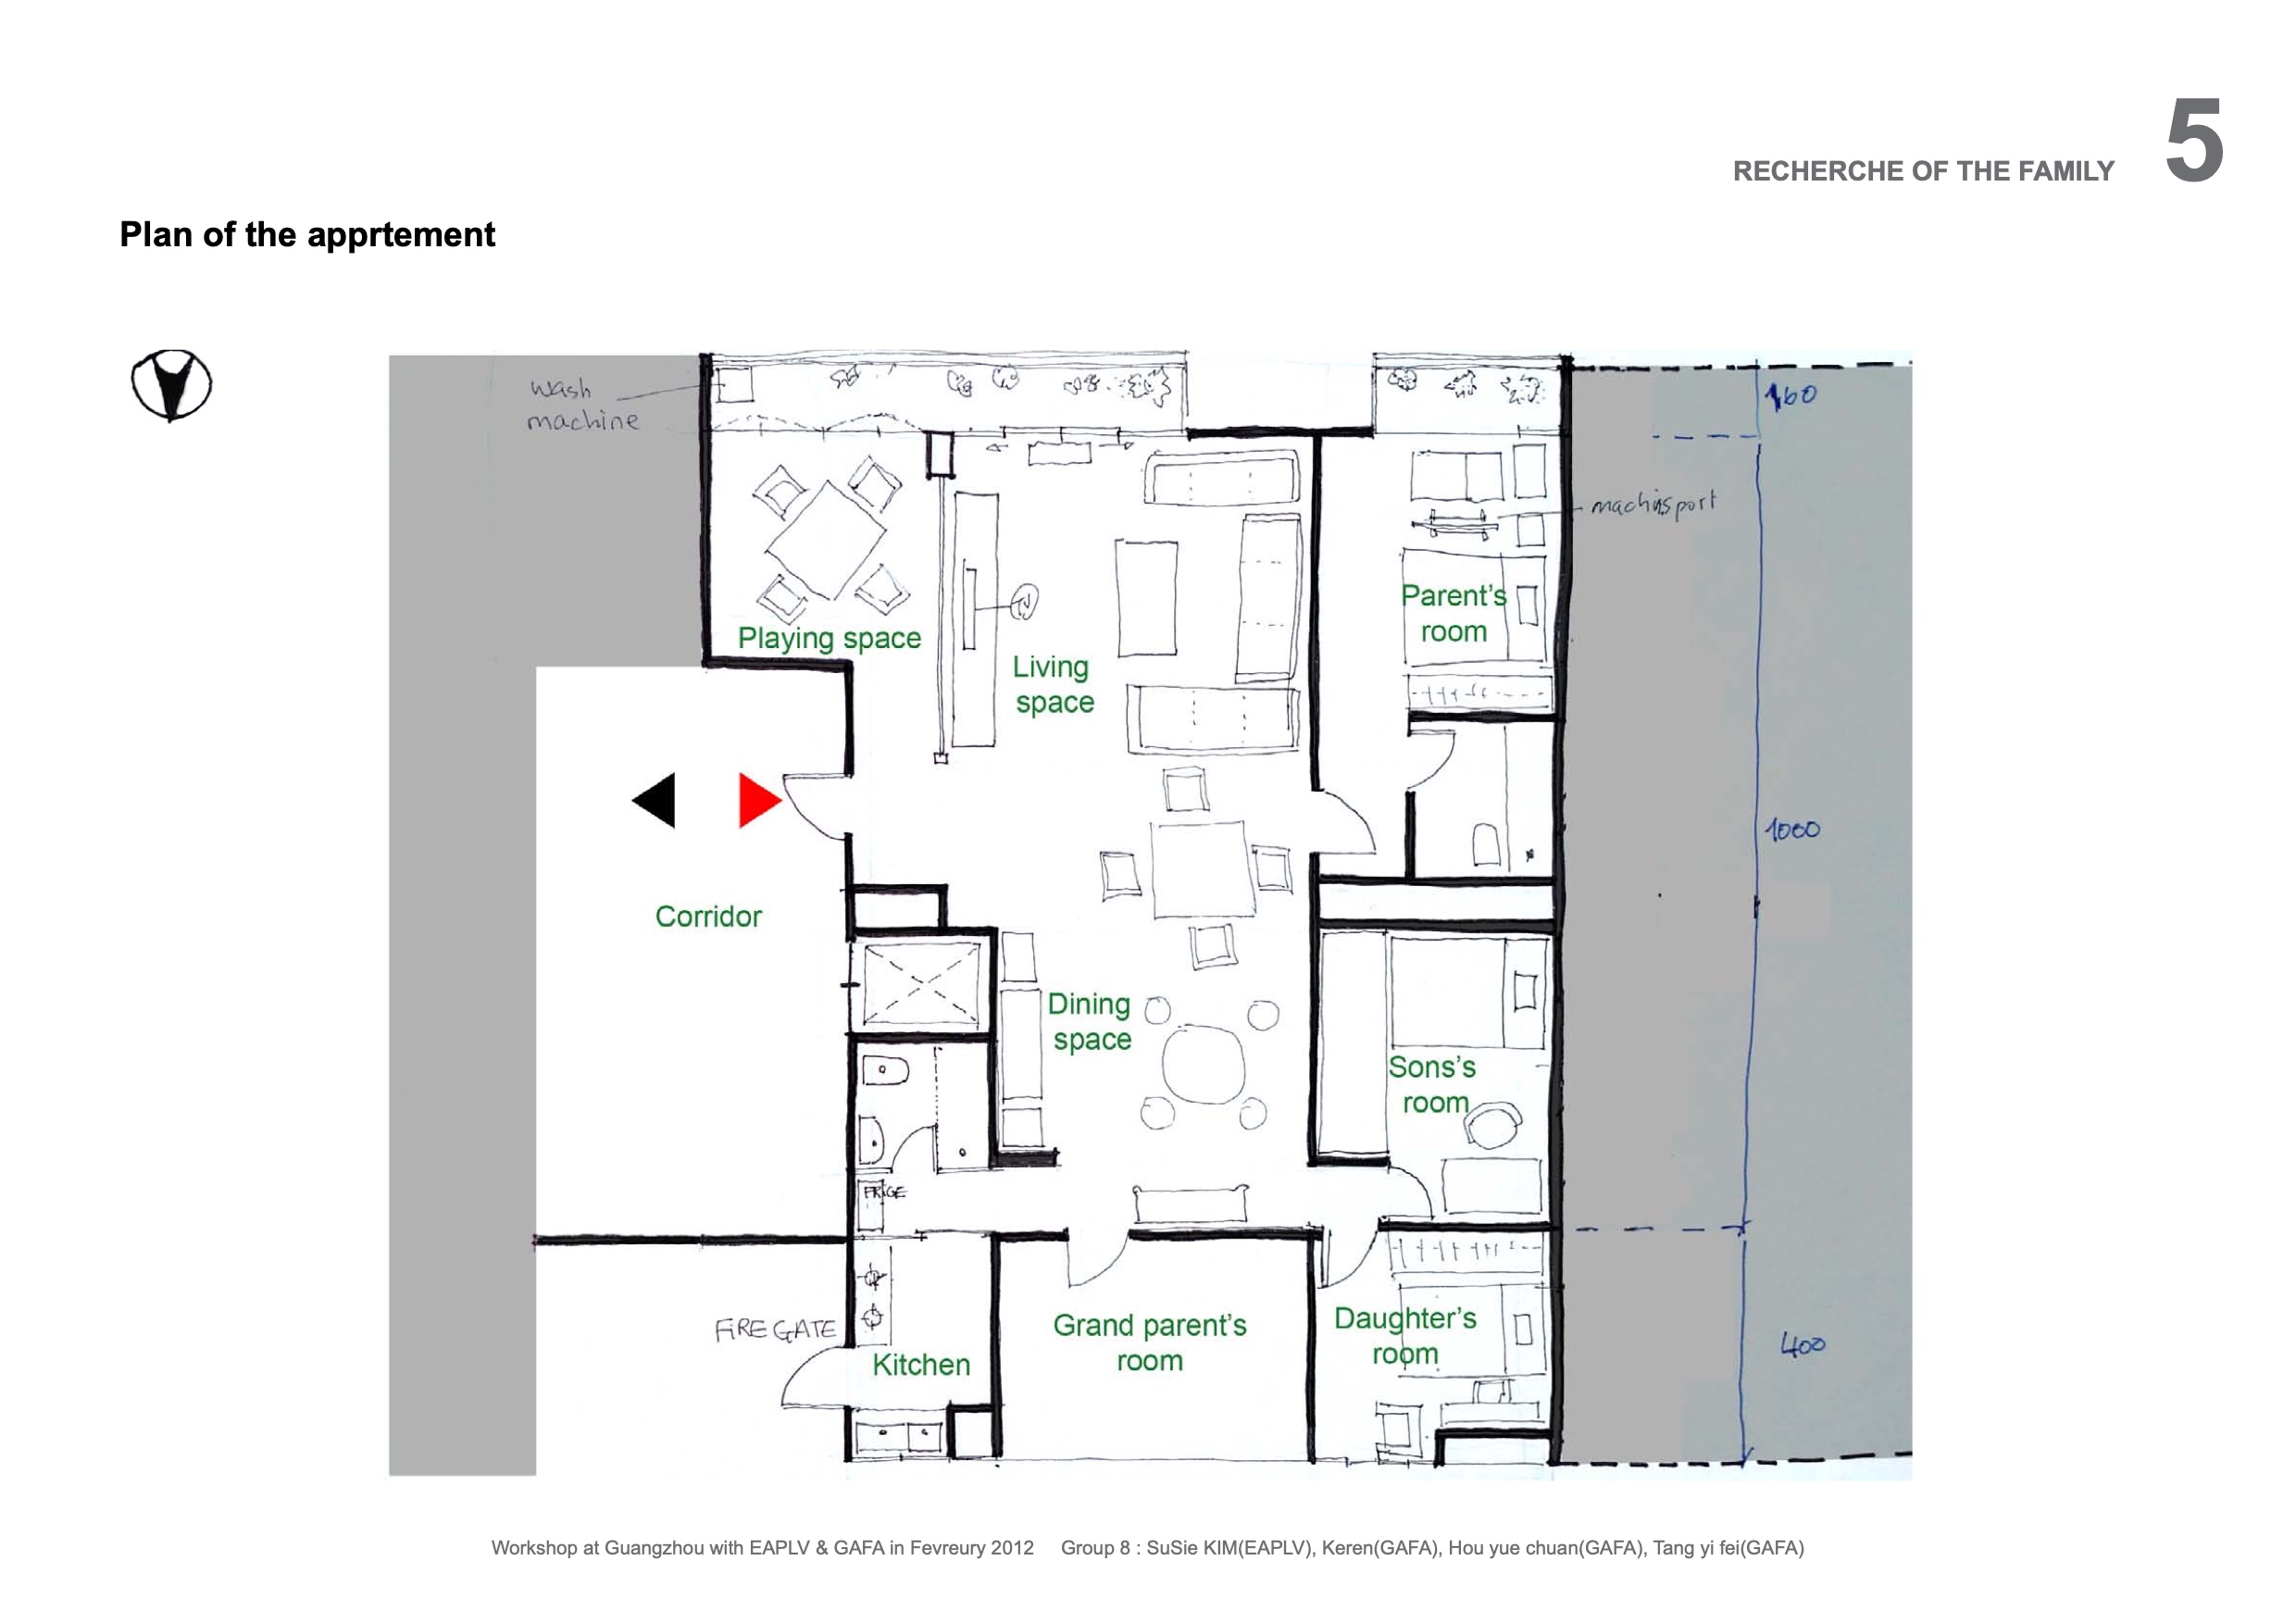 5
RECHERCHE OF THE FAMILY
Plan of the apprtement
wash
machine
160
machinsport
Parent's
room
TV
Playing space
Living
space
1000
Corridor
Dining
space
Sons's
room
FRIGE
FIRE GATE
Kitchen
Grand parent's
room
Daughter's
room
400
Workshop at Guangzhou with EAPLV & GAFA in Fevreury 2012 Group 8 : SuSie KIM(EAPLV), Keren(GAFA), Hou yue chuan(GAFA), Tang yi fei(GAFA)